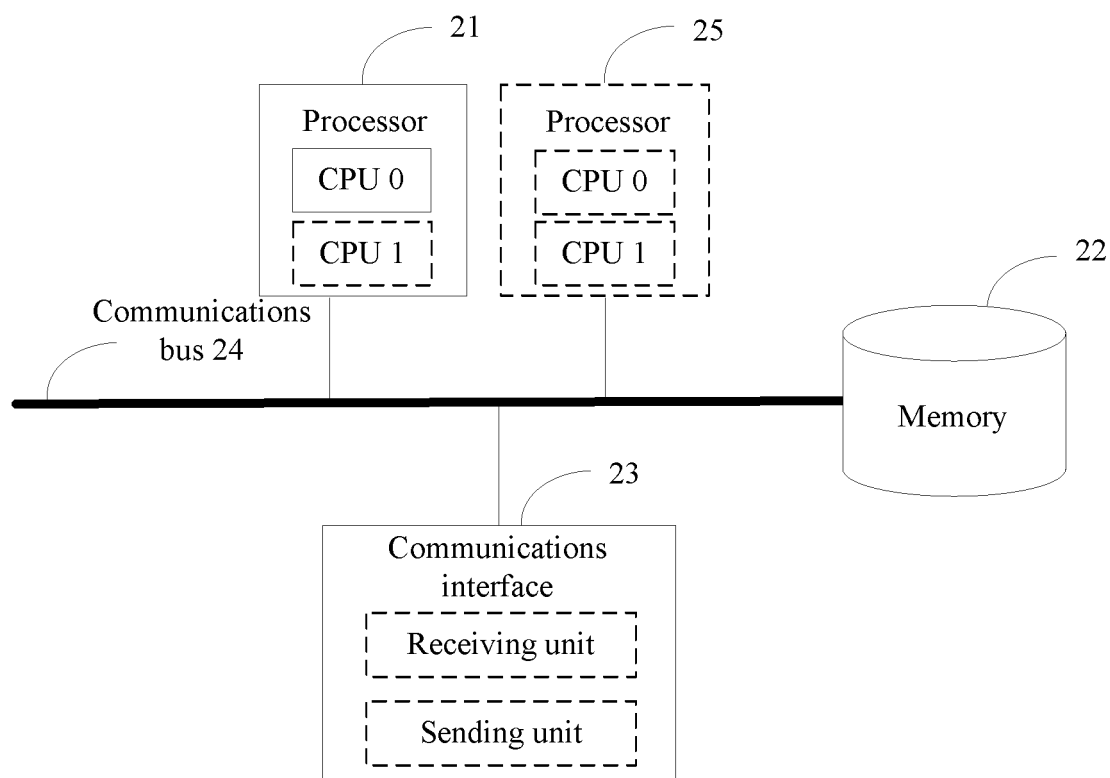 21
25
Processor
CPU 0
CPU 1
Processor
CPU 0
CPU 1
22
Communications
bus 24
Memory
23
Communications
interface
Receiving unit
Sending unit